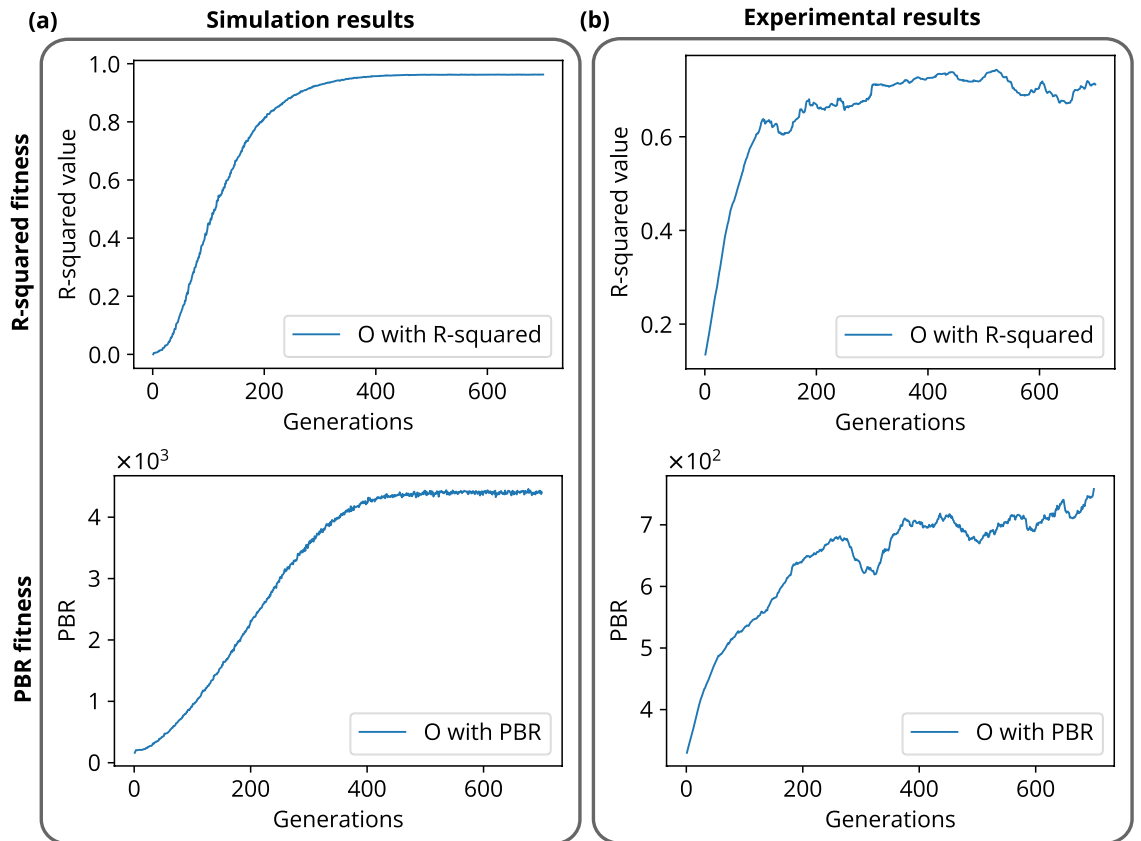 (a)
Simulation results
(b)
Experimental results
R-squared fitness
R-squared value
1.0
0.8
0.6
0.4
0.2
0.0
O with R-squared
0
200
400
600
Generations
R-squared value
0.6
0.4
0.2
O with R-squared
0
200
400
600
Generations
PBR fitness
×10³
PBR
4
3
2
1
0
O with PBR
0
200
400
600
Generations
×10²
PBR
7
6
5
4
O with PBR
0
200
400
600
Generations